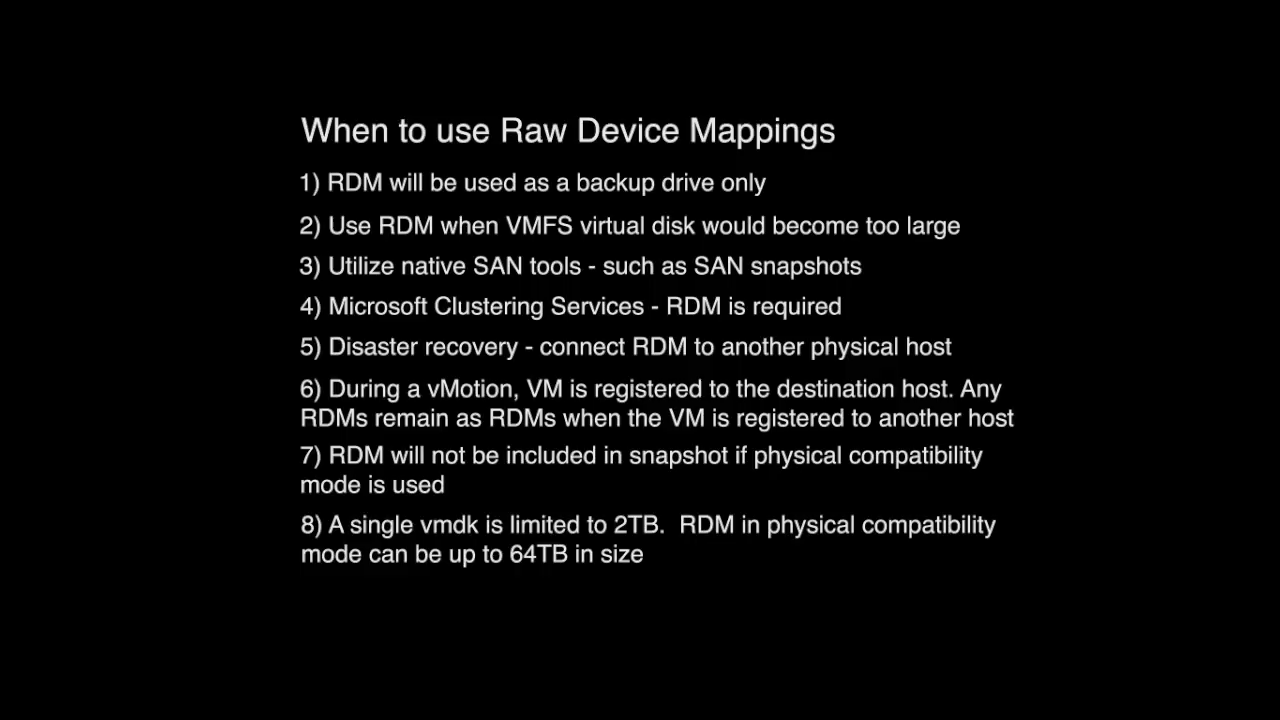 When to use Raw Device Mappings
1) RDM will be used as a backup drive only
2) Use RDM when VMFS virtual disk would become too large
3) Utilize native SAN tools - such as SAN snapshots
4) Microsoft Clustering Services - RDM is required
5) Disaster recovery - connect RDM to another physical host
6) During a vMotion, VM is registered to the destination host. Any
RDMs remain as RDMs when the VM is registered to another host
7) RDM will not be included in snapshot if physical compatibility
mode is used
8) A single vmdk is limited to 2TB.  RDM in physical compatibility
mode can be up to 64TB in size